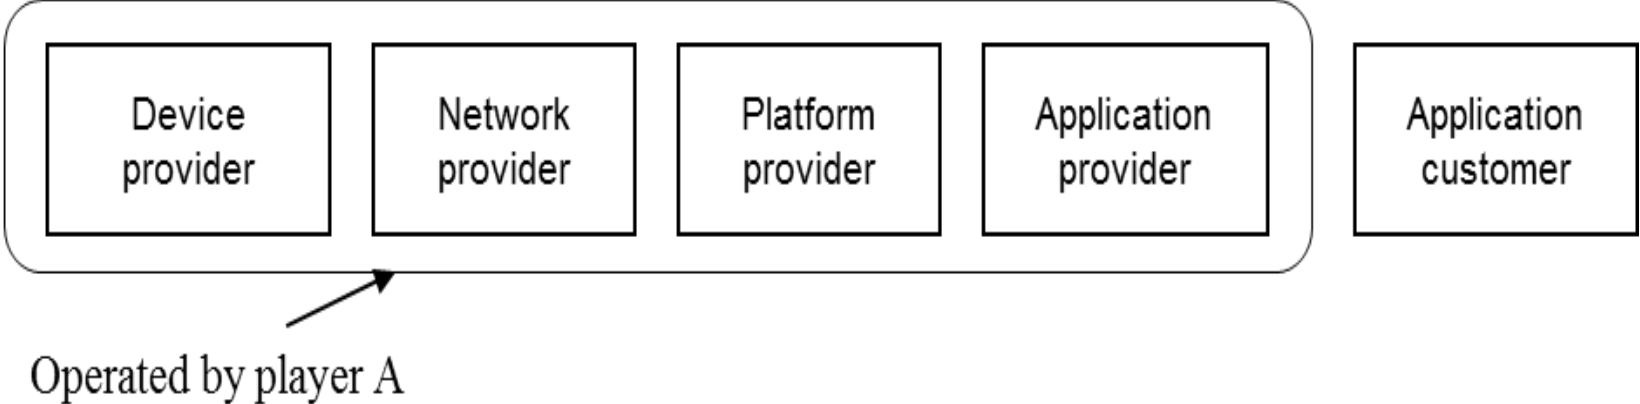 Device
provider
Network
provider
Platform
provider
Application
provider
Application
customer
Operated by player A